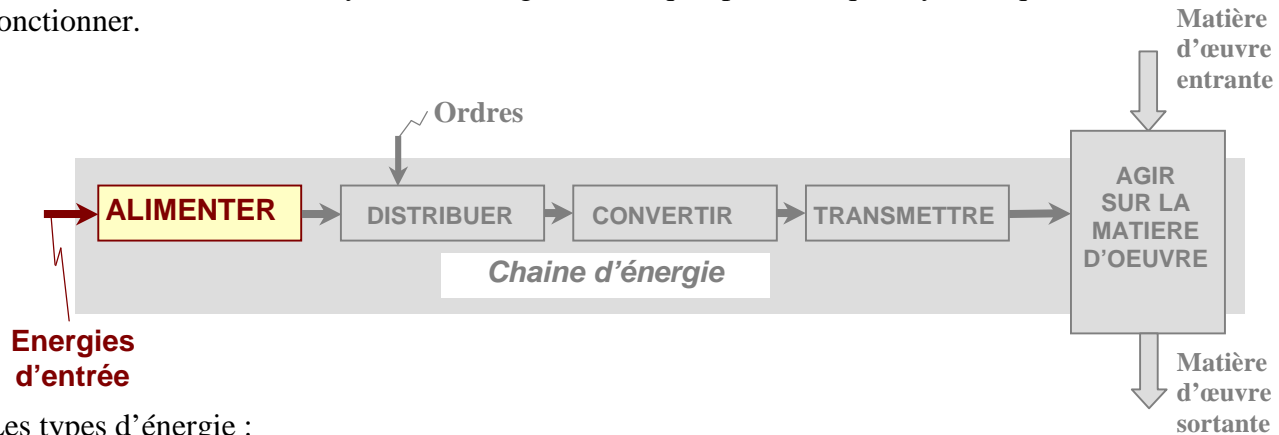 fonctionner.
Matière
d'œuvre
entrante
Ordres
ALIMENTER
DISTRIBUER
CONVERTIR
TRANSMETTRE
AGIR
SUR LA
MATIERE
D'OEUVRE
Chaine d'énergie
Energies
d'entrée
Matière
d'œuvre
sortante
Les types d'énergie :